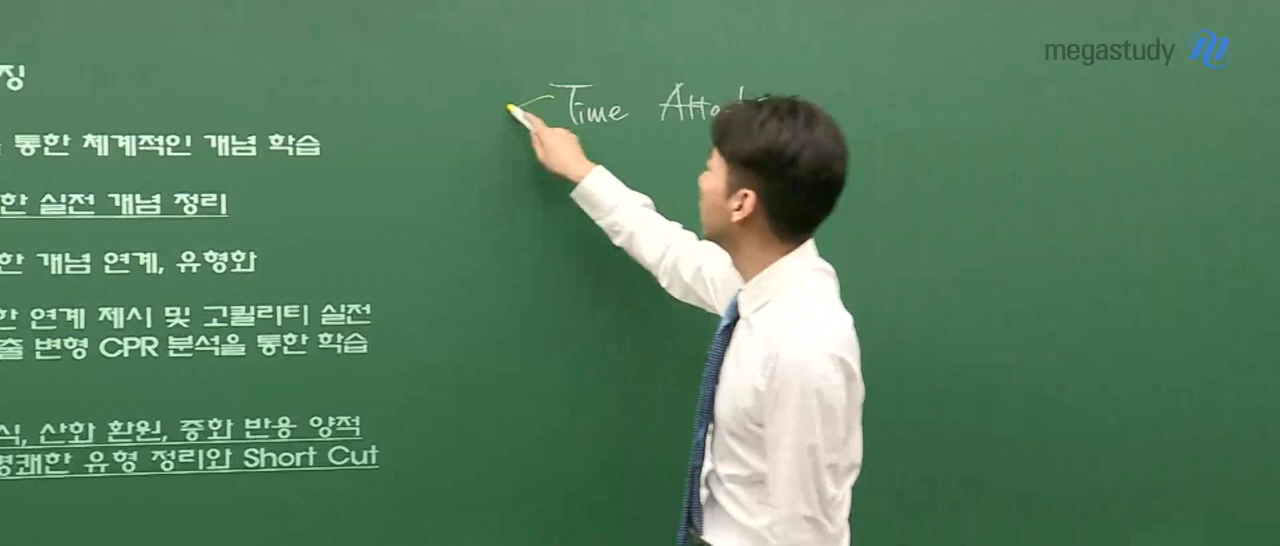 megastudy
징
Time
통한 체계적인 개념 학습
한 실전 개념 정리
한 개념 연계, 유형화
한 연계 제시 및 고퀄리티 실전
출 변형 CPR 분석을 통한 학습
식, 산화 환원, 중화 반응 양적
명쾌한 유형 정리와 Short Cut